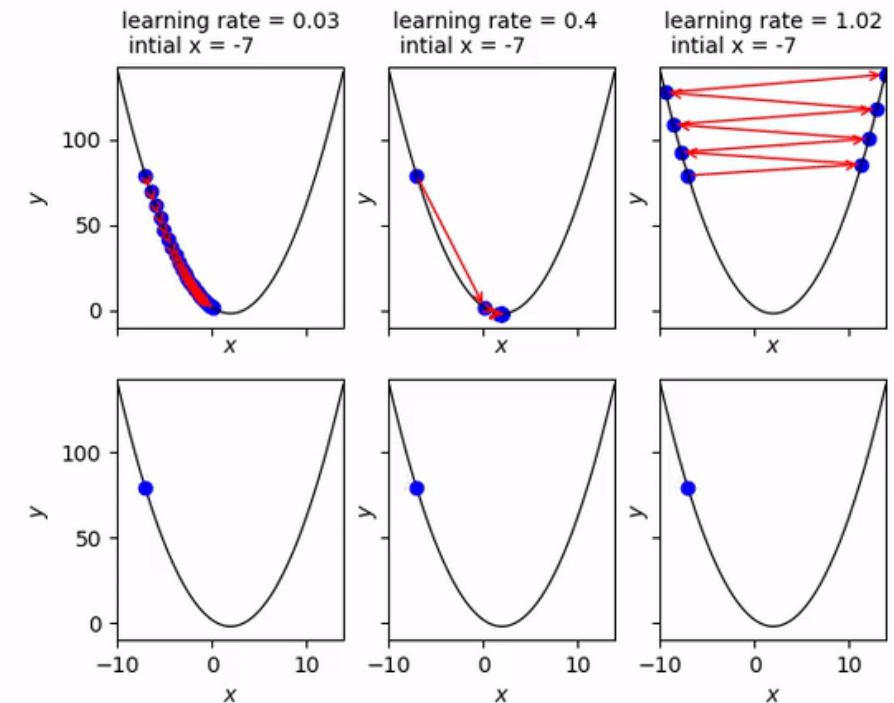 learning rate = 0.03
intial x = -7
learning rate = 0.4
intial x = -7
learning rate = 1.02
intial x = -7
100
50
0
y
x
y
x
y
x
100
50
0
y
−10
0
10
x
y
−10
0
10
x
y
−10
0
10
x